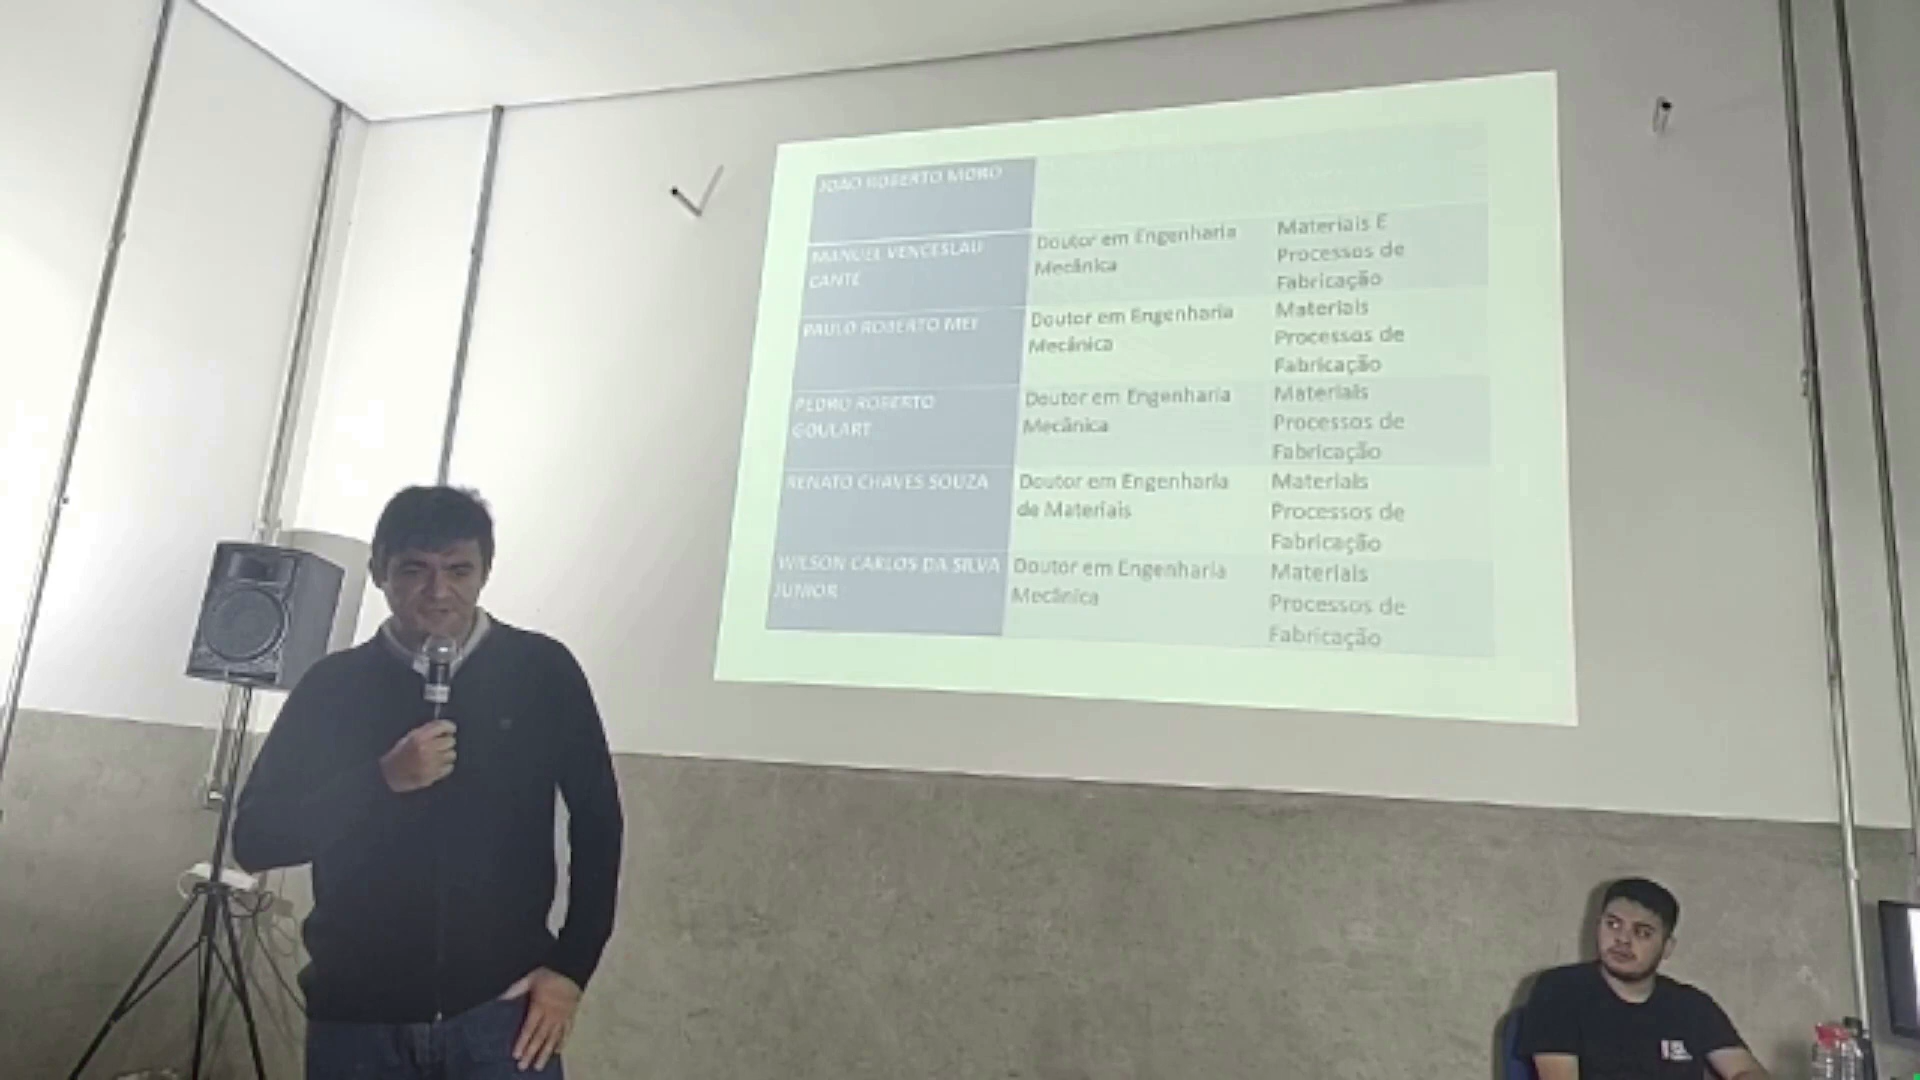 JOAO ROBERTO MORO
MANUEL VENCESLAU
CANTE
Doutor em Engenharia
Mecânica
Materiais E
Processos de
Fabricação
PAULO ROBERTO MEI
Doutor em Engenharia
Mecânica
Materiais
Processos de
Fabricação
PEDRO ROBERTO
GOULART
Doutor em Engenharia
Mecânica
Materiais
Processos de
Fabricação
RENATO CHAVES SOUZA
Doutor em Engenharia
de Materiais
Materiais
Processos de
Fabricação
WILSON CARLOS DA SILVA
JUNIOR
Doutor em Engenharia
Mecânica
Materiais
Processos de
Fabricação